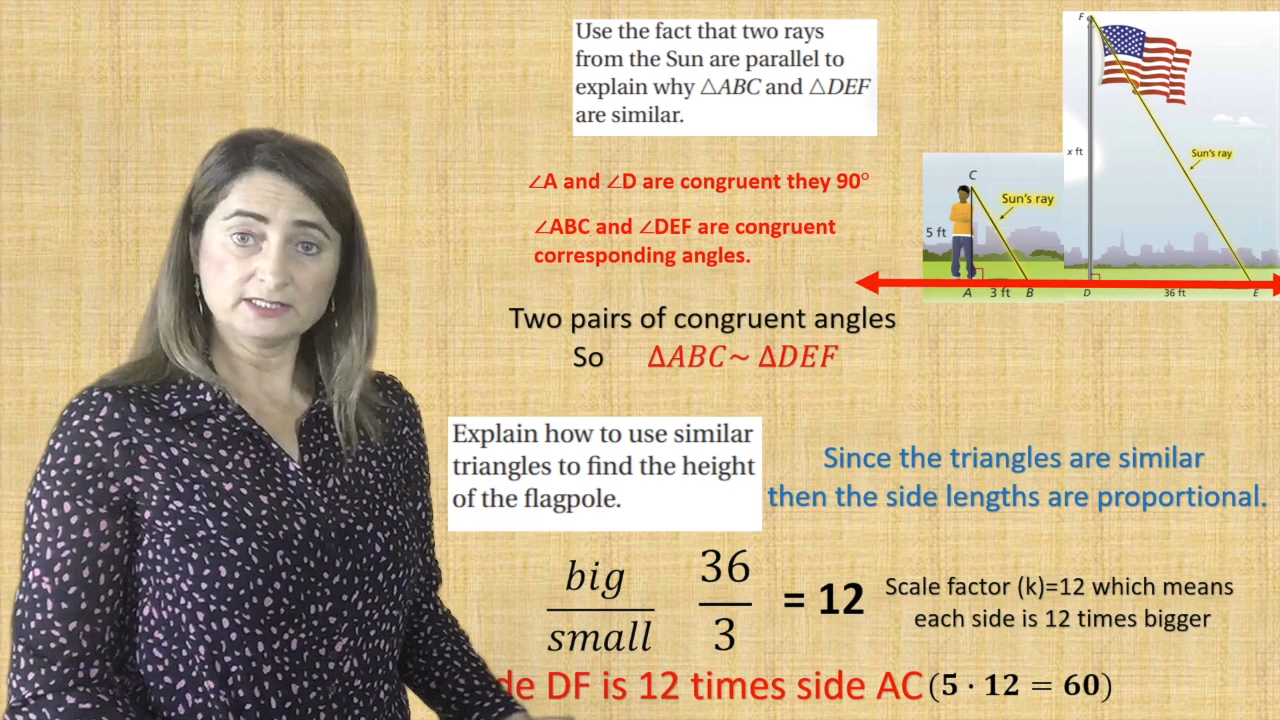 Use the fact that two rays
from the Sun are parallel to
explain why △ABC and △DEF
are similar.
F
x ft
Sun's ray
C
Sun's ray
5 ft
A
3 ft
B
D
36 ft
E
∠A and ∠D are congruent they 90°
∠ABC and ∠DEF are congruent
corresponding angles.
Two pairs of congruent angles
So ΔABC~ ΔDEF
Explain how to use similar
triangles to find the height
of the flagpole.
Since the triangles are similar
then the side lengths are proportional.
big
small
36
3
= 12
Scale factor (k)=12 which means
each side is 12 times bigger
DF is 12 times side AC (5 · 12 = 60)